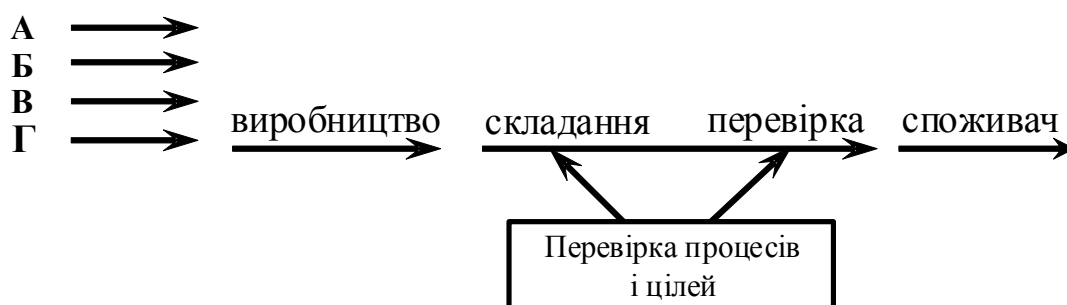 А
Б
В
Г
виробництво складання перевірка споживач
Перевірка процесів
і цілей